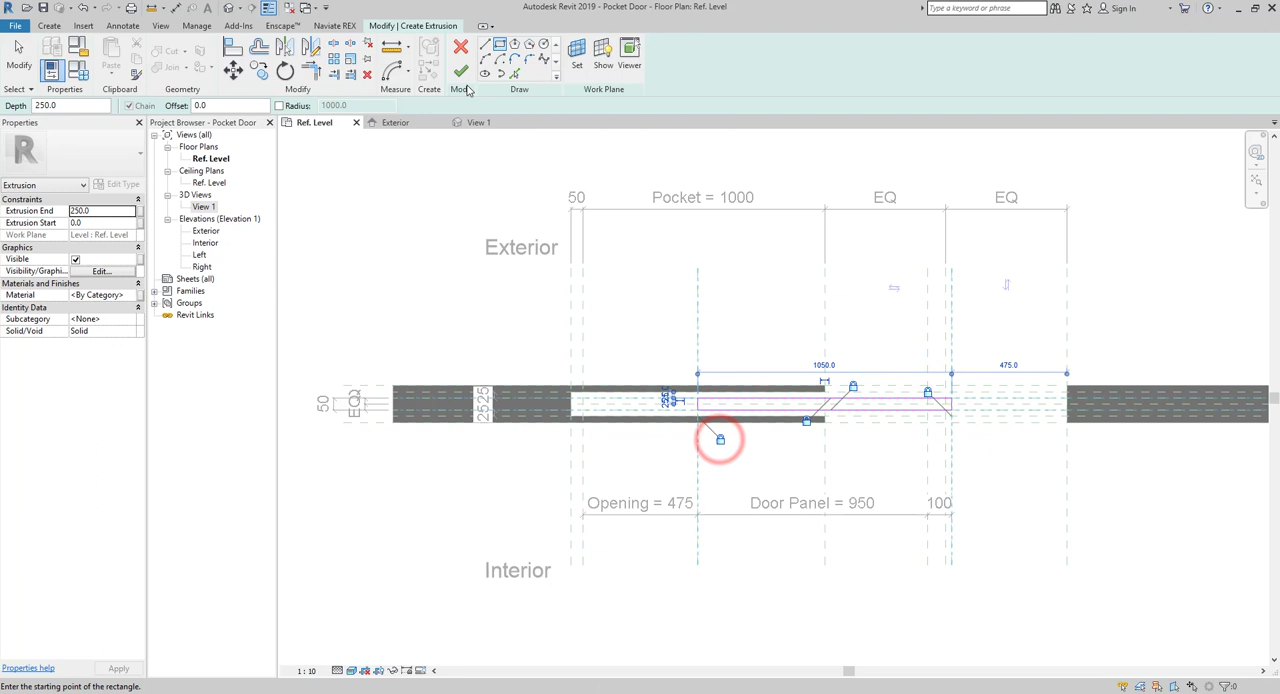 Autodesk Revit 2019 - Pocket Door - Floor Plan: Ref. Level
Type a keyword or phrase
Sign In
File Create Insert Annotate View Manage Add-Ins Enscape™ Naviate REX Modify | Create Extrusion
Modify
Paste
Cut
Join
Set Show Viewer
Select Properties Clipboard Geometry Modify Measure Create Mode Draw Work Plane
Depth 250.0 Chain Offset: 0.0 Radius: 1000.0
Properties
Extrusion Edit Type
Constraints
Extrusion End 250.0
Extrusion Start 0.0
Work Plane Level : Ref. Level
Graphics
Visible
Visibility/Graphi... Edit...
Materials and Finishes
Material <By Category>
Identity Data
Subcategory <None>
Solid/Void Solid
Properties help Apply
Project Browser - Pocket Door
Views (all)
Floor Plans
Ref. Level
Ceiling Plans
Ref. Level
3D Views
View 1
Elevations (Elevation 1)
Exterior
Interior
Left
Right
Sheets (all)
Families
Groups
Revit Links
Ref. Level Exterior View 1
50 Pocket = 1000 EQ EQ
Exterior
1050.0 475.0
50 EQ 2525
Opening = 475 Door Panel = 950 100
Interior
1 : 10
Enter the starting point of the rectangle.
:0